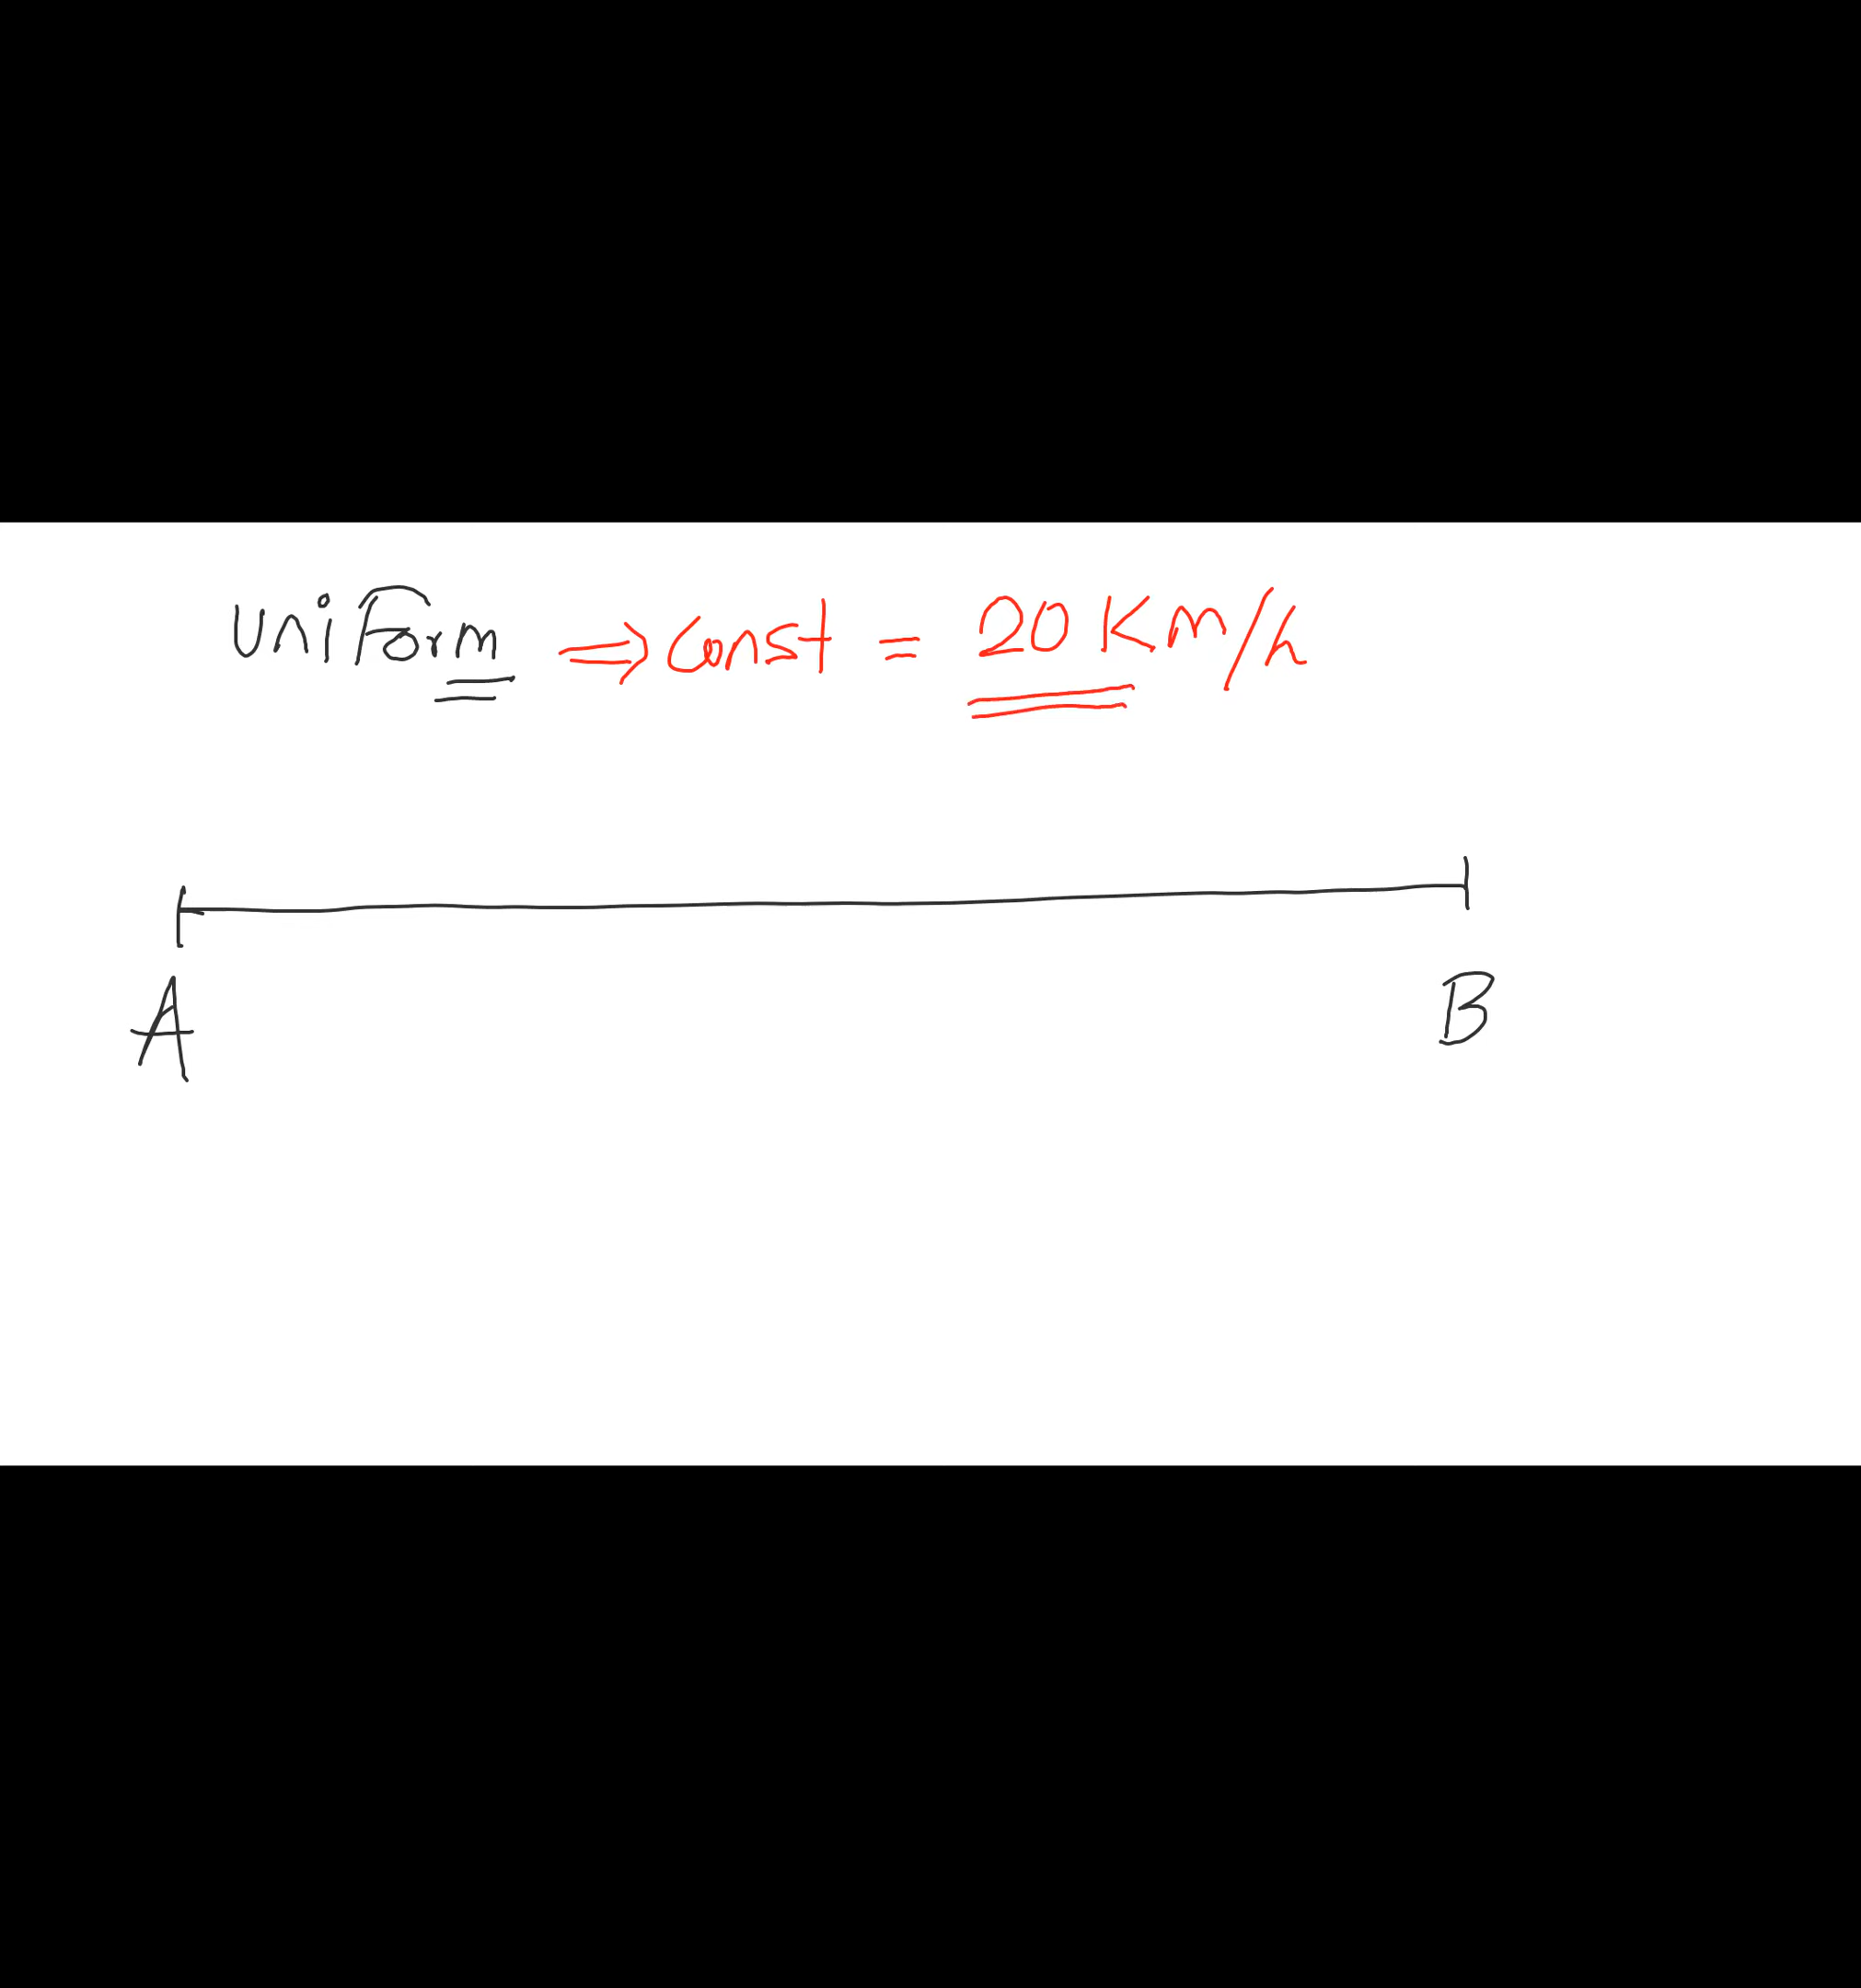 Uniform → Const = 20 Km/h
A B